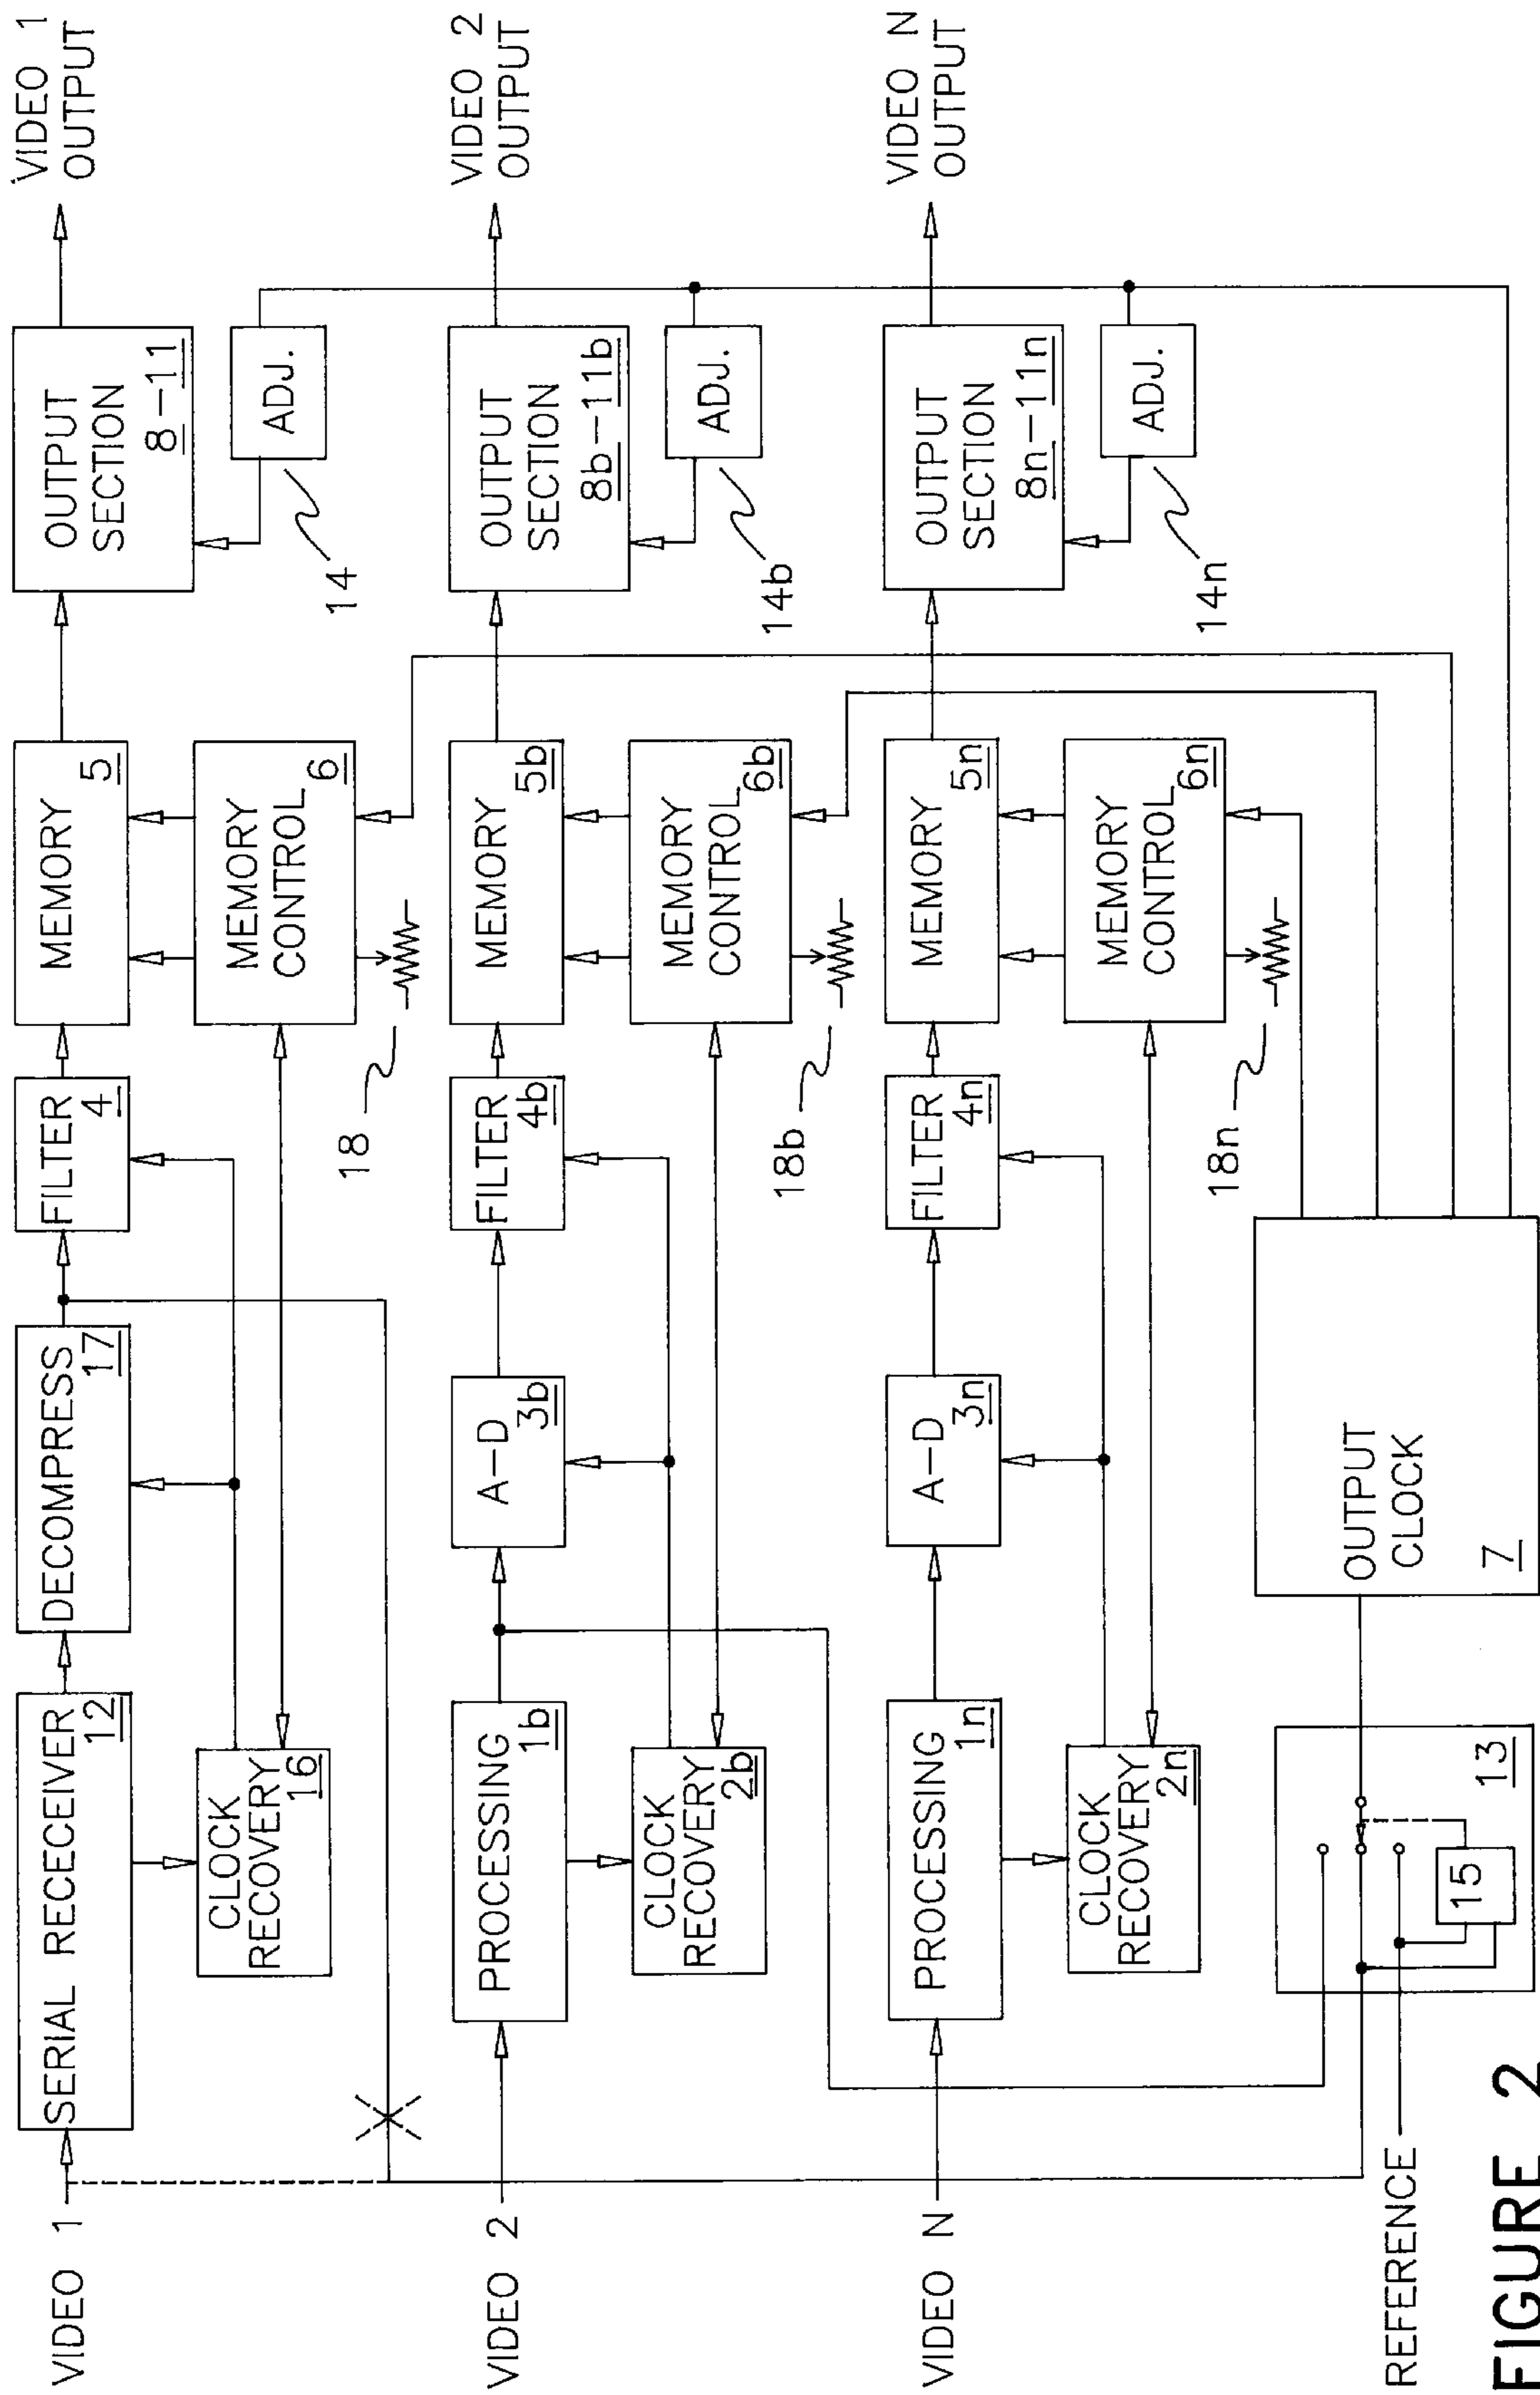 VIDEO 1
SERIAL RECEIVER
12
DECOMPRESS
17
FILTER
4
MEMORY
5
OUTPUT
SECTION
8-11
VIDEO 1
OUTPUT
CLOCK
RECOVERY
16
MEMORY
CONTROL
6
18
ADJ.
14
VIDEO 2
PROCESSING
1b
A-D
3b
FILTER
4b
MEMORY
5b
OUTPUT
SECTION
8b-11b
VIDEO 2
OUTPUT
CLOCK
RECOVERY
2b
MEMORY
CONTROL
6b
18b
ADJ.
14b
VIDEO N
PROCESSING
1n
A-D
3n
FILTER
4n
MEMORY
5n
OUTPUT
SECTION
8n-11n
VIDEO N
OUTPUT
CLOCK
RECOVERY
2n
MEMORY
CONTROL
6n
18n
ADJ.
14n
REFERENCE
13
15
OUTPUT
CLOCK
7
FIGURE 2